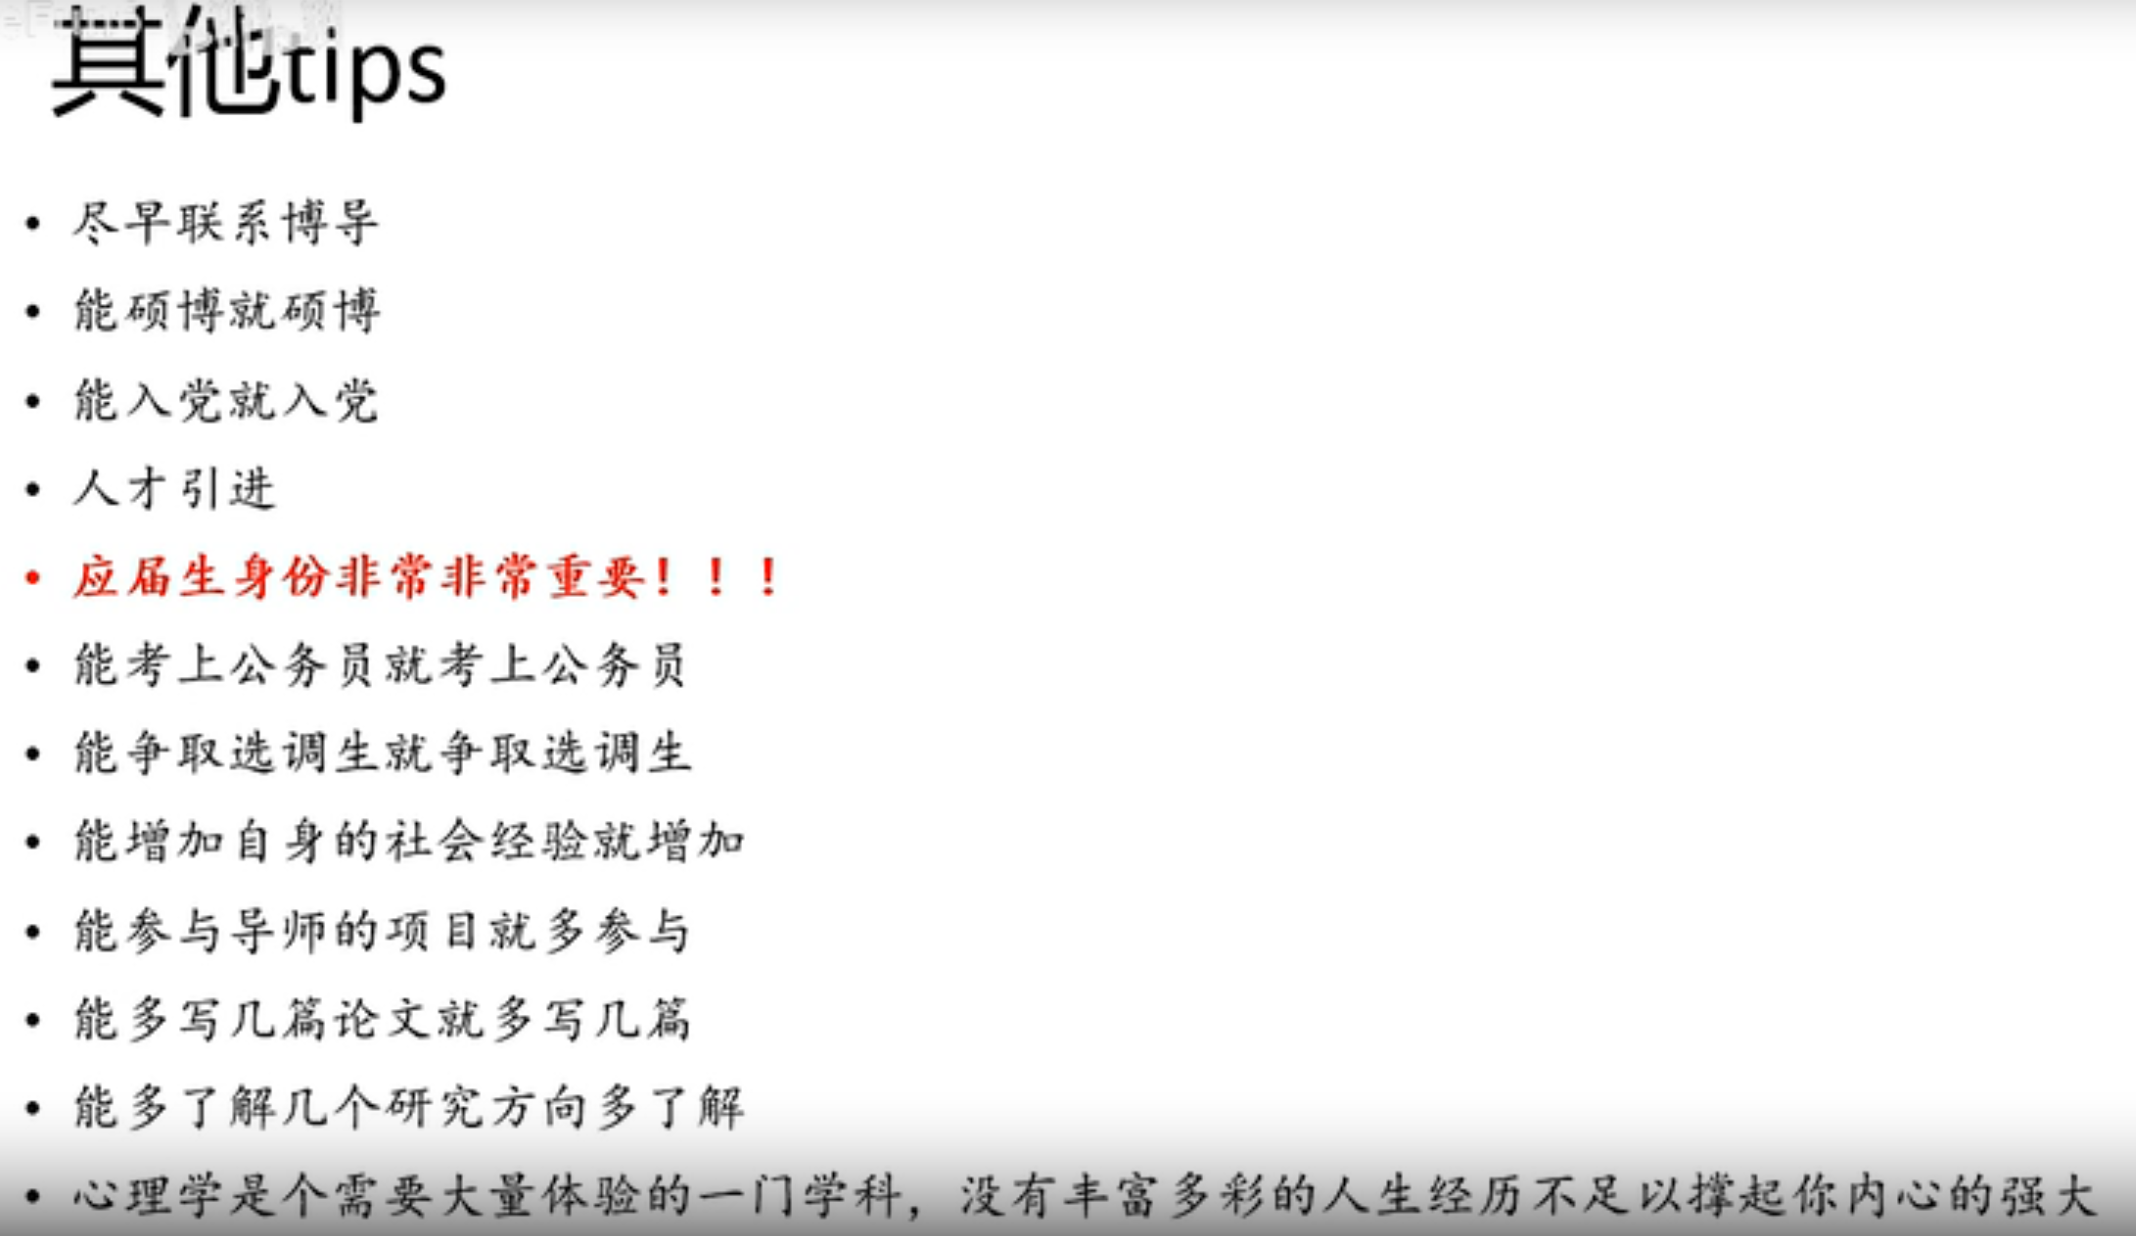 其他tips
• 尽早联系博导
• 能硕博就硕博
• 能入党就入党
• 人才引进
• 应届生身份非常非常重要！！！
• 能考上公务员就考上公务员
• 能争取选调生就争取选调生
• 能增加自身的社会经验就增加
• 能参与导师的项目就多参与
• 能多写几篇论文就多写几篇
• 能多了解几个研究方向多了解
• 心理学是个需要大量体验的一门学科，没有丰富多彩的人生经历不足以撑起你内心的强大